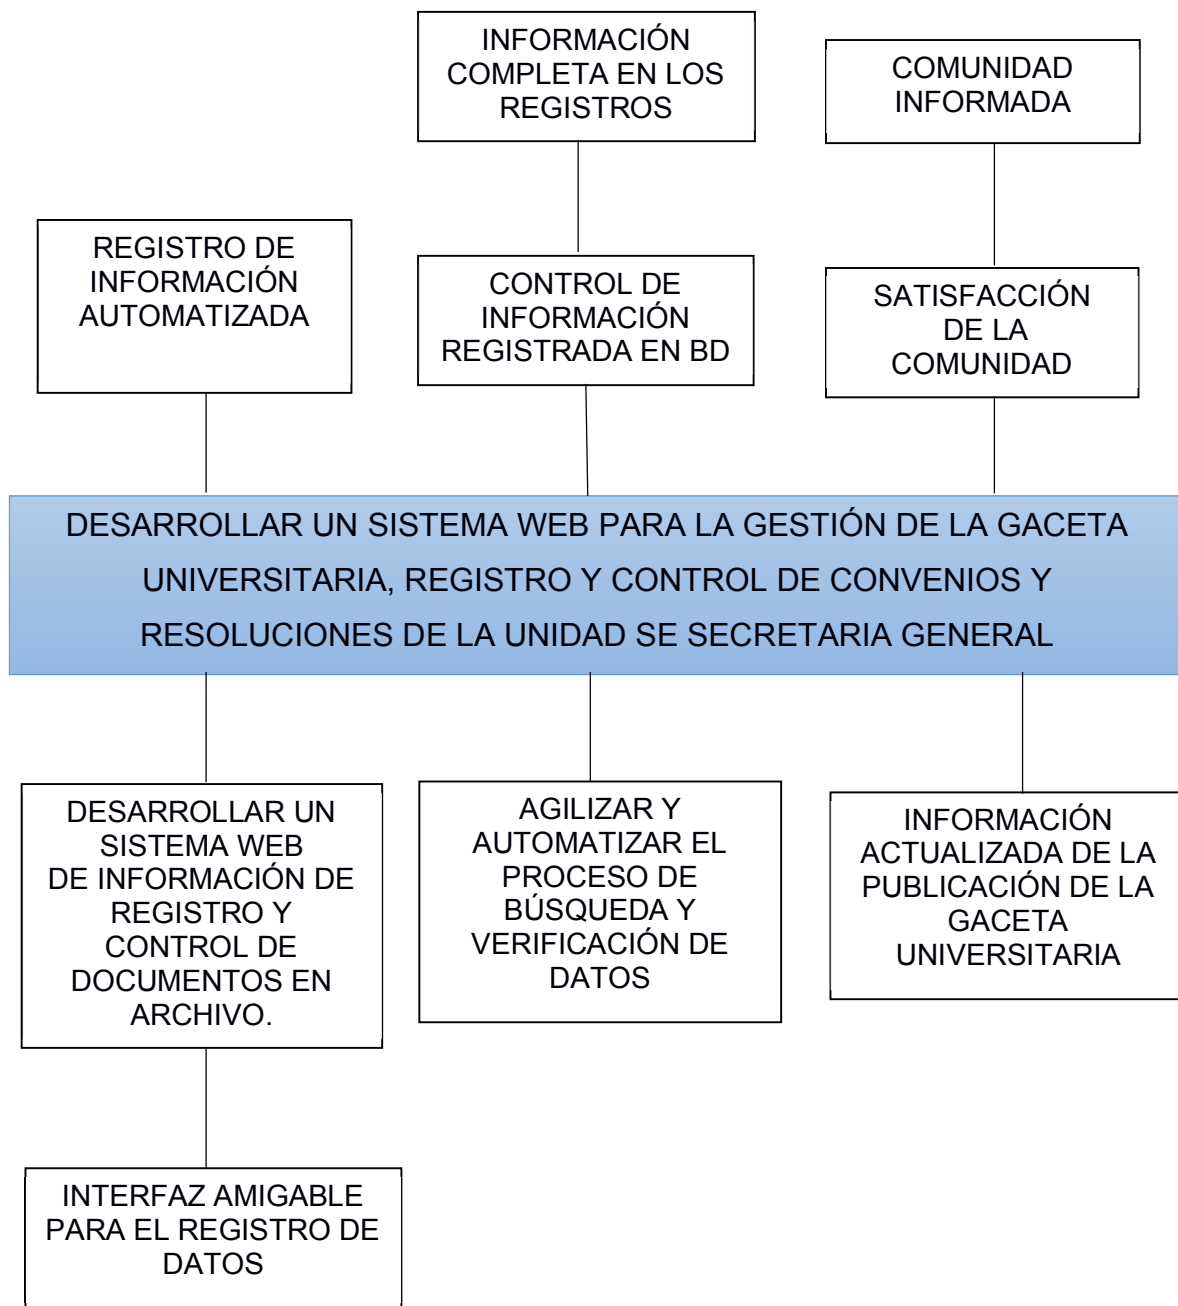 INFORMACIÓN
COMPLETA EN LOS
REGISTROS
COMUNIDAD
INFORMADA
REGISTRO DE
INFORMACIÓN
AUTOMATIZADA
CONTROL DE
INFORMACIÓN
REGISTRADA EN BD
SATISFACCIÓN
DE LA
COMUNIDAD
DESARROLLAR UN SISTEMA WEB PARA LA GESTIÓN DE LA GACETA
UNIVERSITARIA, REGISTRO Y CONTROL DE CONVENIOS Y
RESOLUCIONES DE LA UNIDAD SE SECRETARIA GENERAL
DESARROLLAR UN
SISTEMA WEB
DE INFORMACIÓN DE
REGISTRO Y
CONTROL DE
DOCUMENTOS EN
ARCHIVO.
AGILIZAR Y
AUTOMATIZAR EL
PROCESO DE
BÚSQUEDA Y
VERIFICACIÓN DE
DATOS
INFORMACIÓN
ACTUALIZADA DE LA
PUBLICACIÓN DE LA
GACETA
UNIVERSITARIA
INTERFAZ AMIGABLE
PARA EL REGISTRO DE
DATOS